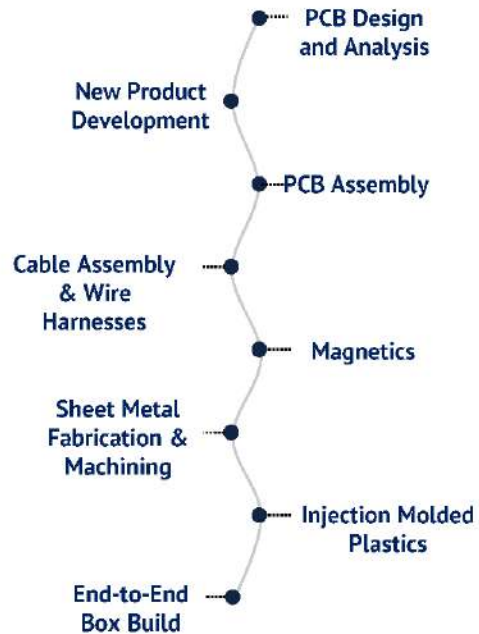 PCB Design
and Analysis
New Product
Development
PCB Assembly
Cable Assembly
& Wire
Harnesses
Magnetics
Sheet Metal
Fabrication &
Machining
Injection Molded
Plastics
End-to-End
Box Build